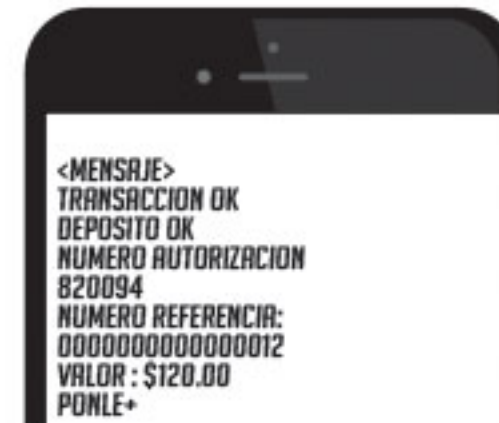 <MENSAJE>
TRANSACCION OK
DEPOSITO OK
NUMERO AUTORIZACION
820094
NUMERO REFERENCIA:
0000000000000012
VALOR : $120.00
PONLE+